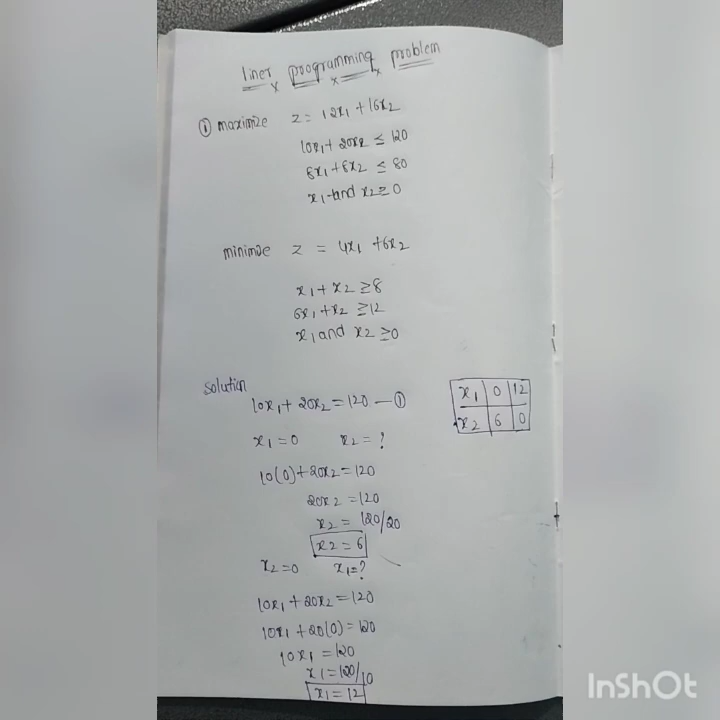 liner programming problem
① maximize z = 12x1 + 16x2
10x1 + 20x2 ≤ 120
8x1 + 8x2 ≤ 80
x1 and x2 ≥ 0
minimize z = 4x1 + 6x2
x1 + x2 ≥ 8
6x1 + x2 ≥ 12
x1 and x2 ≥ 0
Solution
10x1 + 20x2 = 120 — ①
x1 0 12
x2 6 0
x1 = 0 x2 = ?
10(0) + 20x2 = 120
20x2 = 120
x2 = 120/20
x2 = 6
x2 = 0 x1 = ?
10x1 + 20x2 = 120
10x1 + 20(0) = 120
10x1 = 120
x1 = 120/10
x1 = 12
InShOt